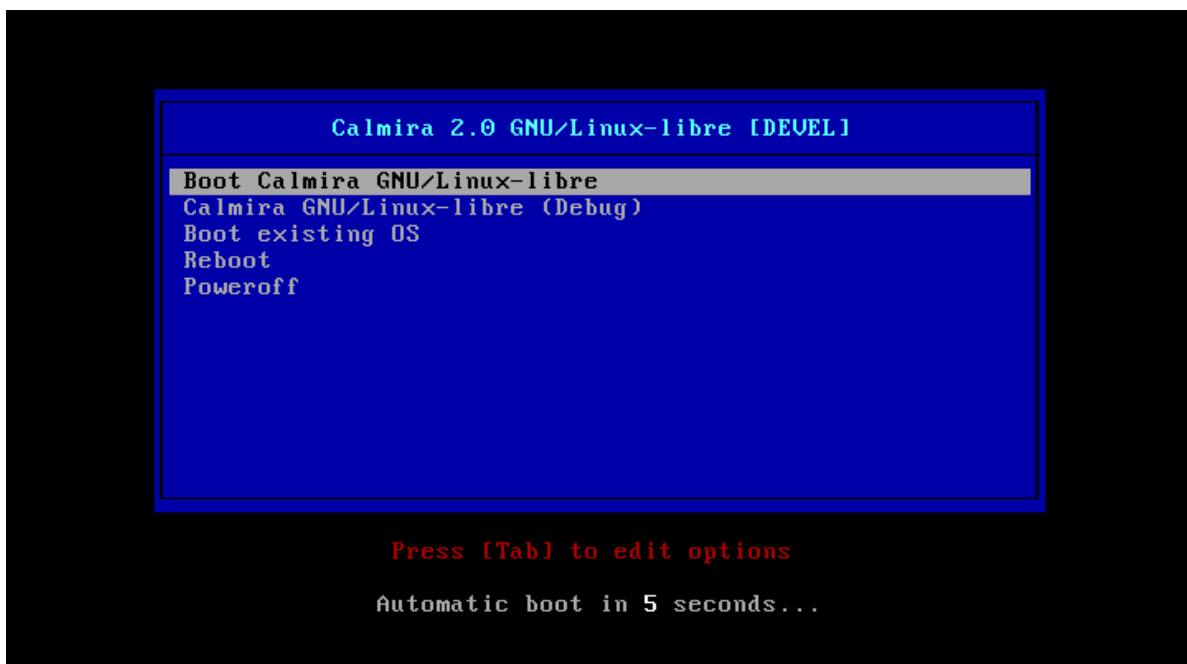 Calmira 2.0 GNU/Linux-libre [DEVEL]
Boot Calmira GNU/Linux-libre
Calmira GNU/Linux-libre (Debug)
Boot existing OS
Reboot
Poweroff
Press [Tab] to edit options
Automatic boot in 5 seconds...